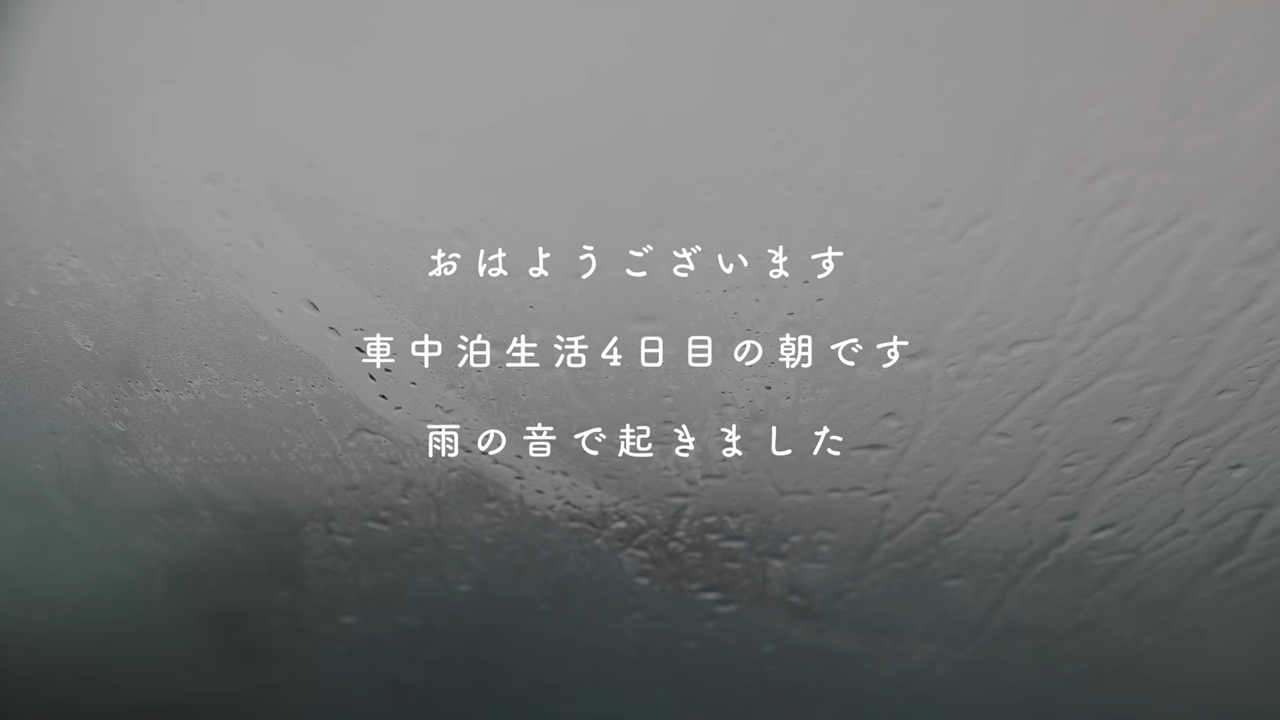 おはようございます
車中泊生活4日目の朝です
雨の音で起きました